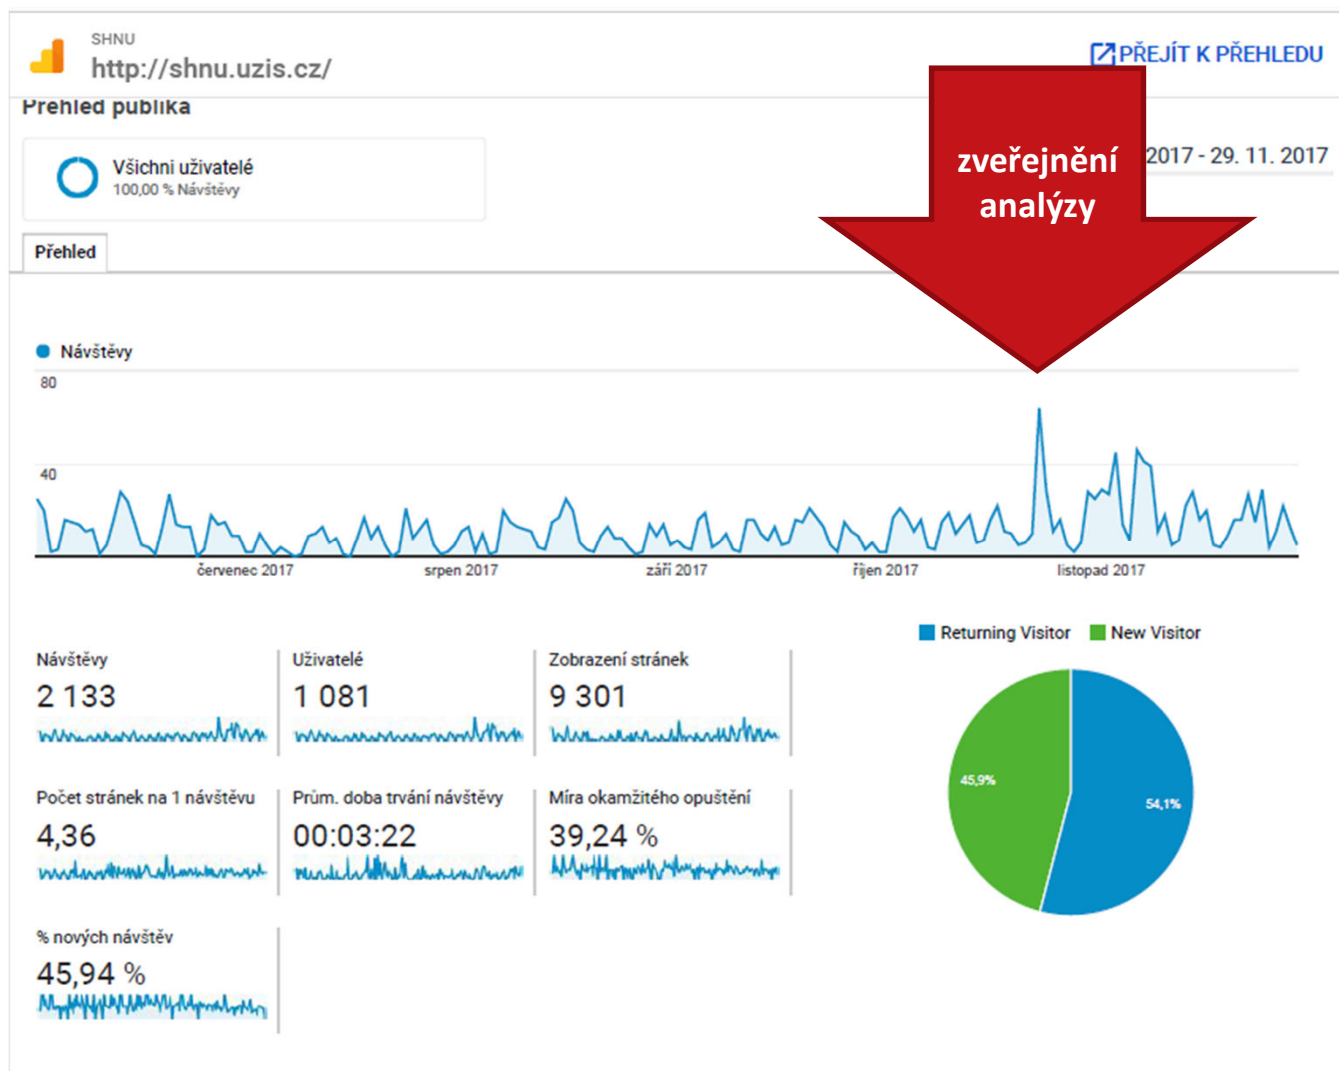 SHNU
http://shnu.uzis.cz/
PŘEJÍT K PŘEHLEDU
Přehled publika
zveřejnění
analýzy
Všichni uživatelé
100,00 % Návštěvy
2017 - 29. 11. 2017
Přehled
Návštěvy
80
40
červenec 2017
srpen 2017
září 2017
říjen 2017
listopad 2017
Returning Visitor
New Visitor
Návštěvy
2 133
Uživatelé
1 081
Zobrazení stránek
9 301
45,9%
54,1%
Počet stránek na 1 návštěvu
4,36
Prům. doba trvání návštěvy
00:03:22
Míra okamžitého opuštění
39,24 %
% nových návštěv
45,94 %